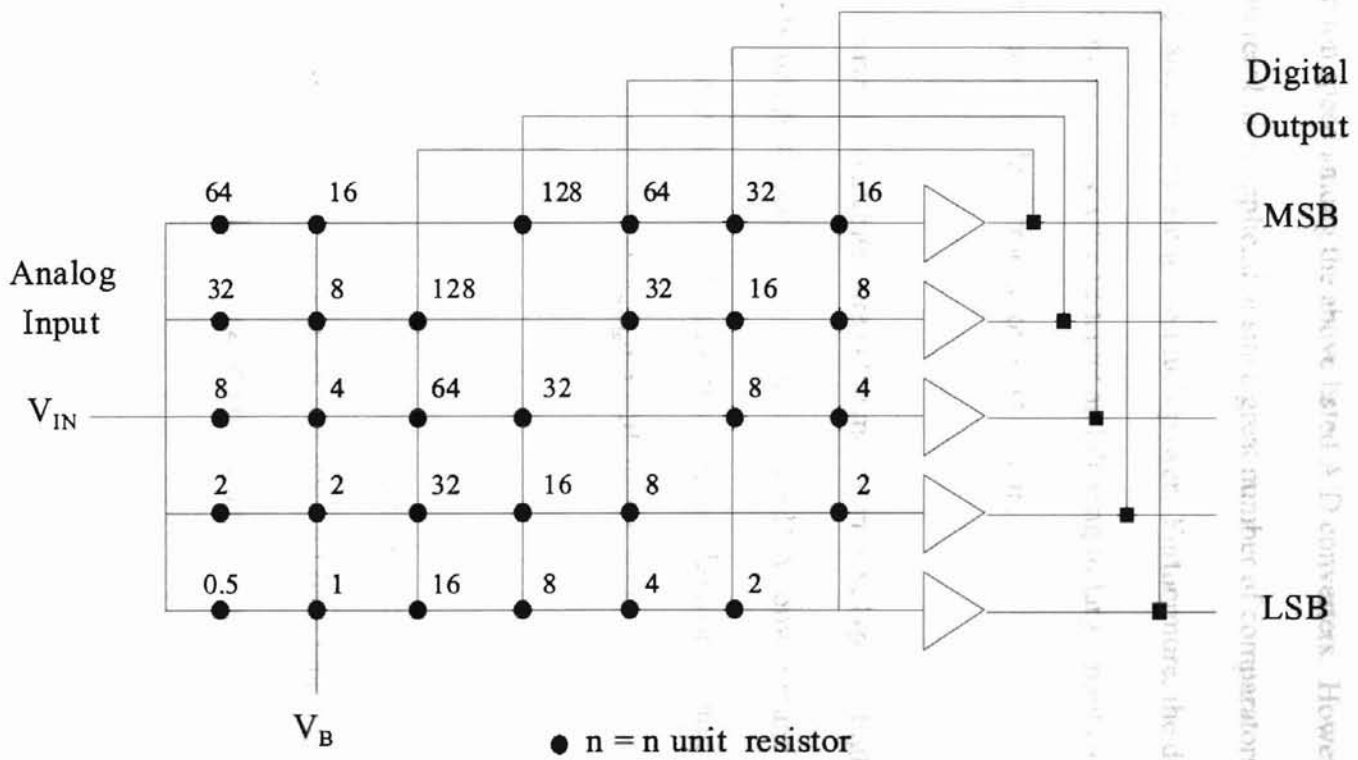 Digital
Output
64 16 128 64 32 16
MSB
Analog
Input
32 8 128 32 16 8
V_IN
8 4 64 32 8 4
2 2 32 16 8 2
0.5 1 16 8 4 2
LSB
V_B
● n = n unit resistor